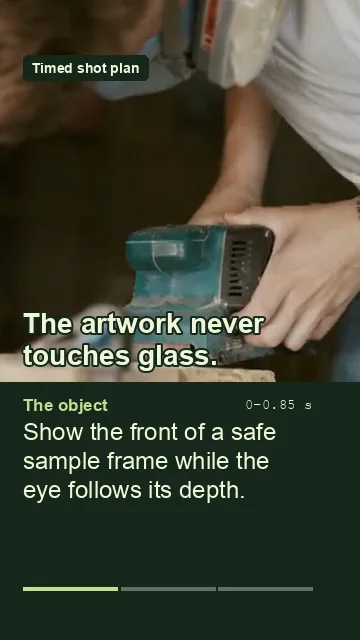 Timed shot plan
The artwork never
touches glass.
The object
0–0.85 s
Show the front of a safe
sample frame while the
eye follows its depth.